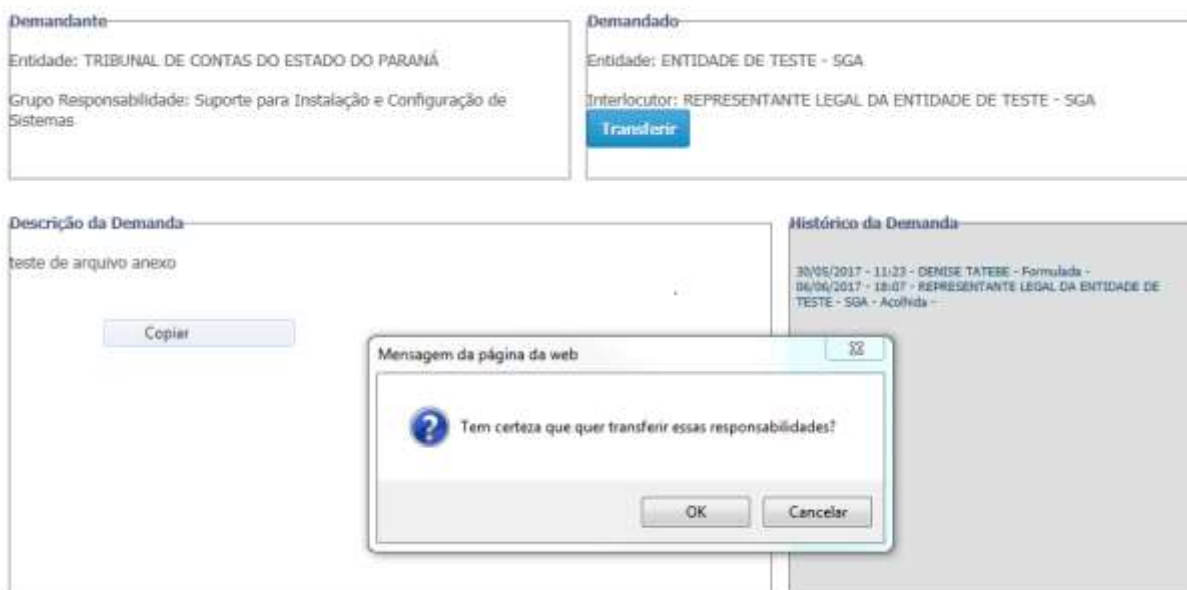 Demandante
Entidade: TRIBUNAL DE CONTAS DO ESTADO DO PARANÁ
Grupo Responsabilidade: Suporte para Instalação e Configuração de
Sistemas
Demandado
Entidade: ENTIDADE DE TESTE - SGA
Interlocutor: REPRESENTANTE LEGAL DA ENTIDADE DE TESTE - SGA
Transferir
Descrição da Demanda
teste de arquivo anexo
Copiar
Histórico da Demanda
30/05/2017 - 11:23 - DENISE TATEBE - Formulada -
06/06/2017 - 18:07 - REPRESENTANTE LEGAL DA ENTIDADE DE
TESTE - SGA - Acolhida -
Mensagem da página da web
Tem certeza que quer transferir essas responsabilidades?
OK
Cancelar